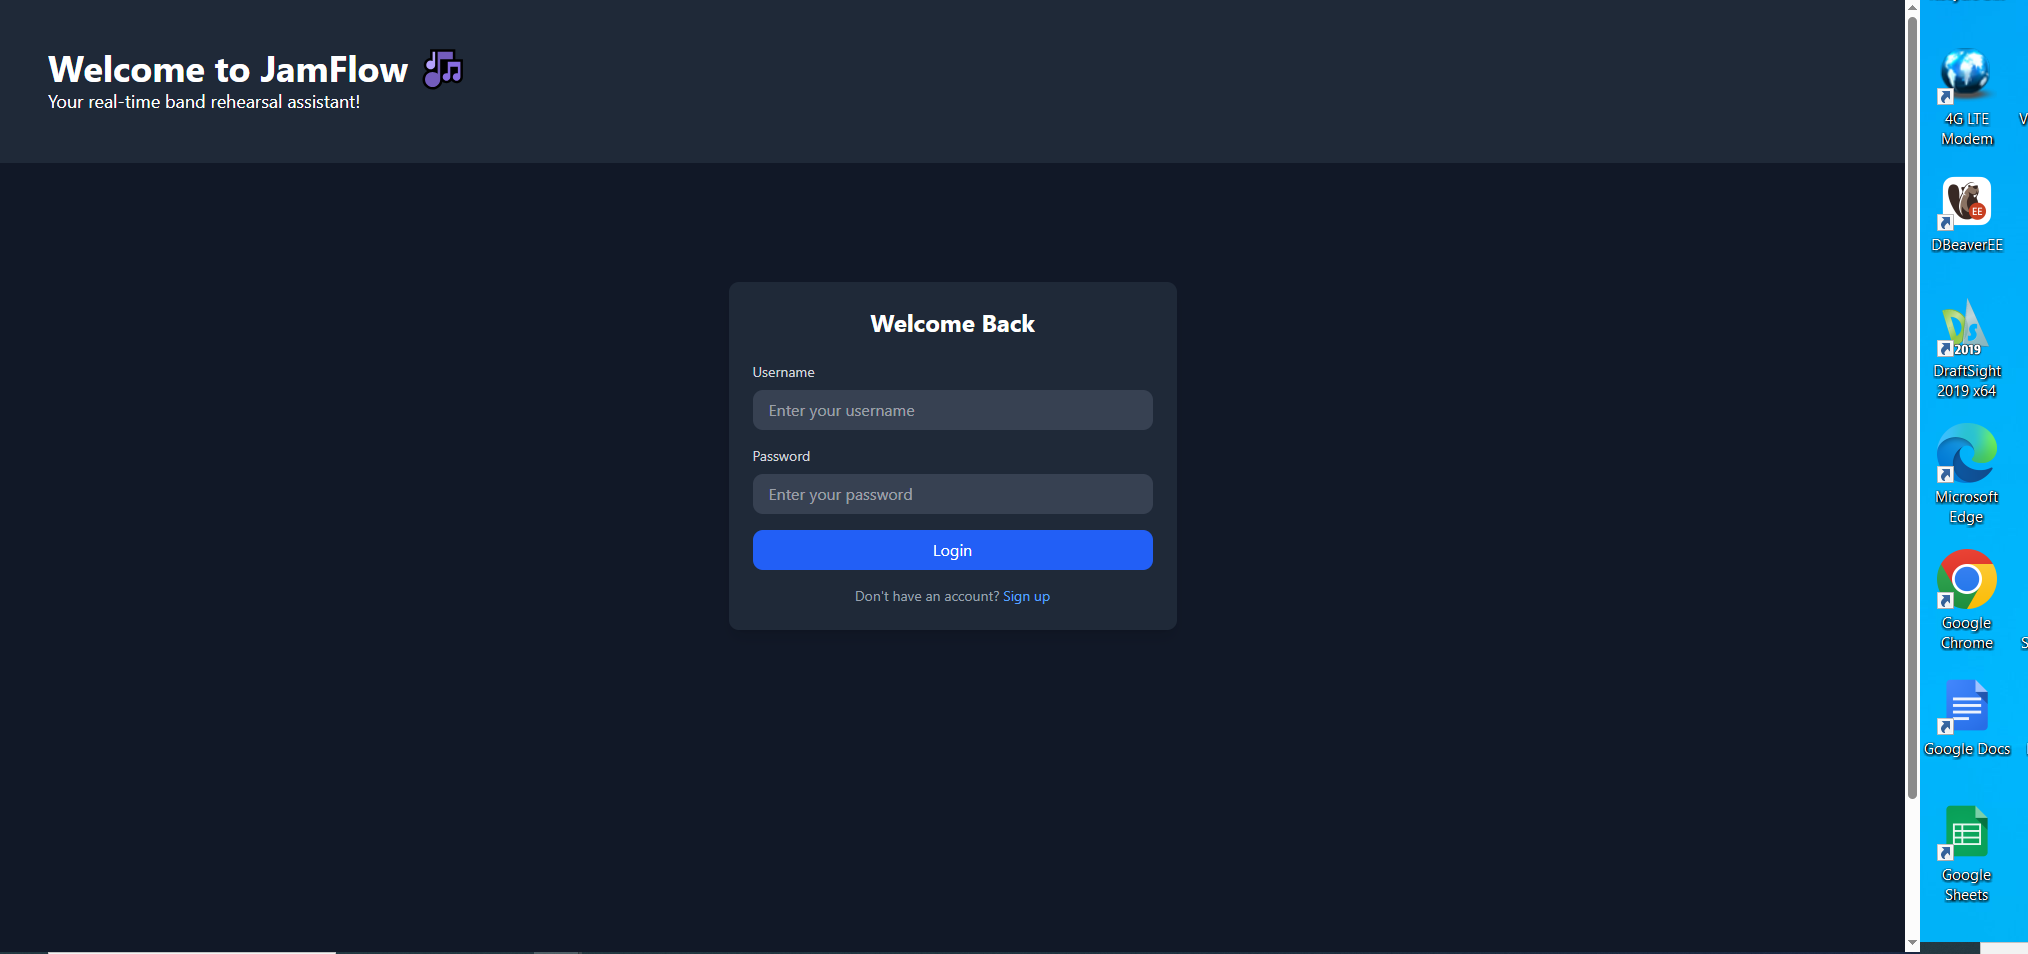 Welcome to JamFlow
Your real-time band rehearsal assistant!
Welcome Back
Username
Enter your username
Password
Enter your password
Login
Don't have an account? Sign up
4G LTE
Modem
EE
DBeaverEE
DS
2019
DraftSight
2019 x64
Microsoft
Edge
Google
Chrome
Google Docs
Google
Sheets